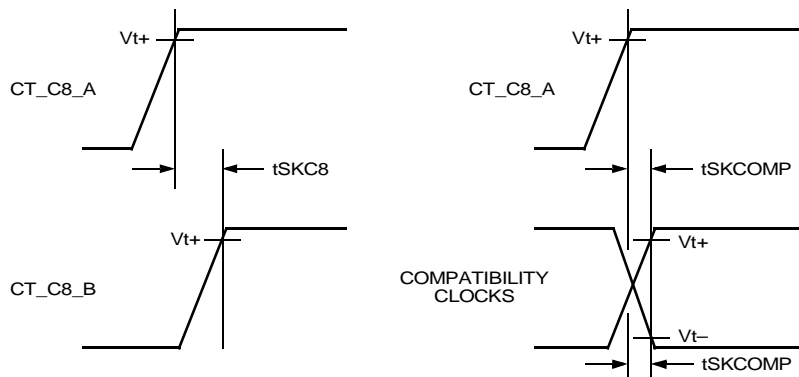 Vt+
CT_C8_A
tSKC8
Vt+
CT_C8_B
Vt+
CT_C8_A
tSKCOMP
Vt+
COMPATIBILITY
CLOCKS
Vt–
tSKCOMP